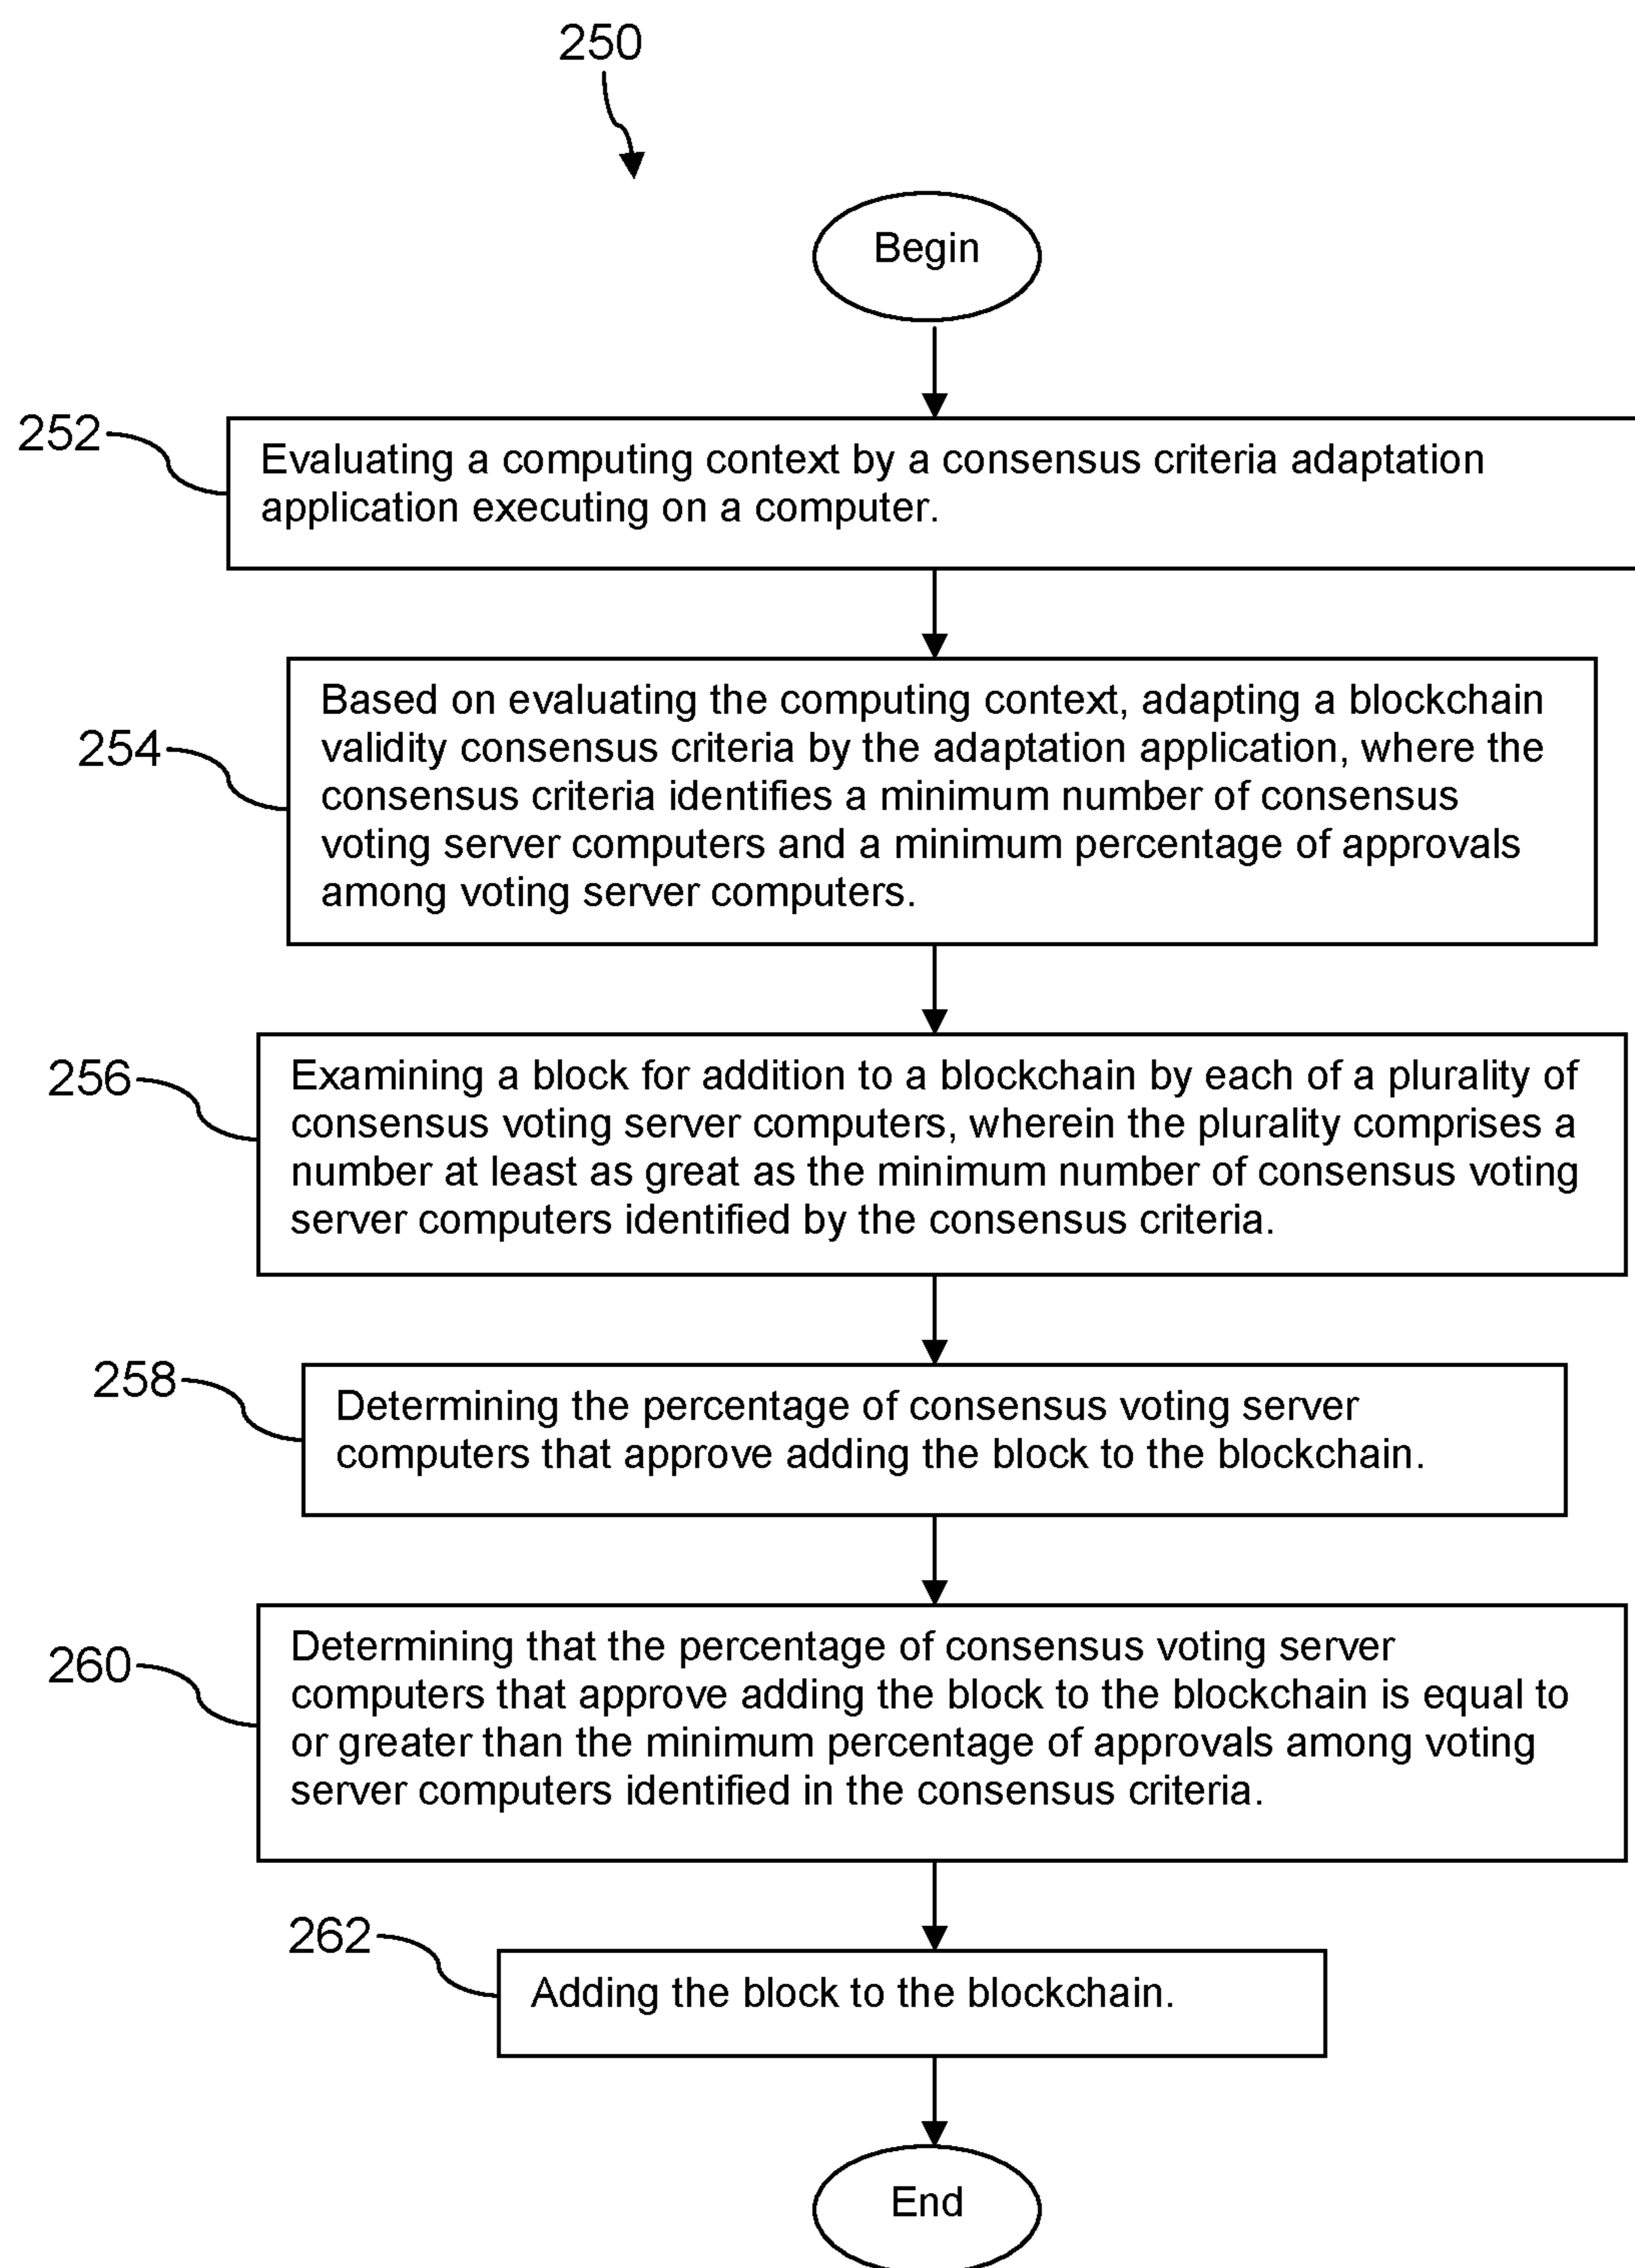 250
Begin
252
Evaluating a computing context by a consensus criteria adaptation
application executing on a computer.
254
Based on evaluating the computing context, adapting a blockchain
validity consensus criteria by the adaptation application, where the
consensus criteria identifies a minimum number of consensus
voting server computers and a minimum percentage of approvals
among voting server computers.
256
Examining a block for addition to a blockchain by each of a plurality of
consensus voting server computers, wherein the plurality comprises a
number at least as great as the minimum number of consensus voting
server computers identified by the consensus criteria.
258
Determining the percentage of consensus voting server
computers that approve adding the block to the blockchain.
260
Determining that the percentage of consensus voting server
computers that approve adding the block to the blockchain is equal to
or greater than the minimum percentage of approvals among voting
server computers identified in the consensus criteria.
262
Adding the block to the blockchain.
End